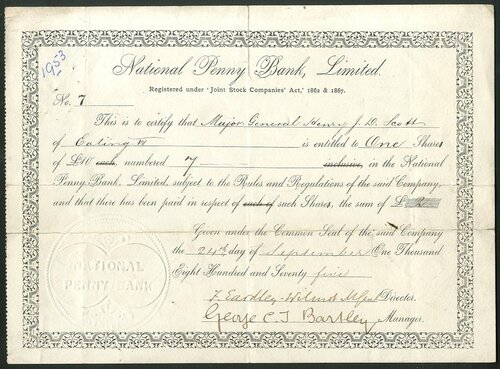 1953
National Penny Bank, Limited.
Registered under 'Joint Stock Companies' Act,' 1862 & 1867.
No. 7
This is to certify that Major General Henry J. D. Scott
of Ealing W is entitled to One Shares
of £10 each, numbered 7 inclusive, in the National
Penny Bank, Limited, subject to the Rules and Regulations of the said Company,
and that there has been paid in respect of each of such Shares, the sum of £ 2
Given under the Common Seal of the said Company
the 24th day of September One Thousand
Eight Hundred and Seventy five
F. Eardley-Wilmot Director.
George C. T. Bartley Manager.
NATIONAL
PENNY BANK